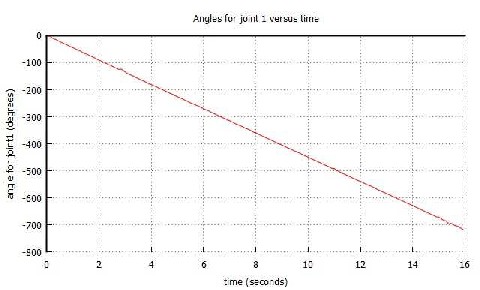 Angles for joint 1 versus time
0
-100
-200
-300
-400
-500
-600
-700
-800
angle for joint1 (degrees)
0 2 4 6 8 10 12 14 16
time (seconds)